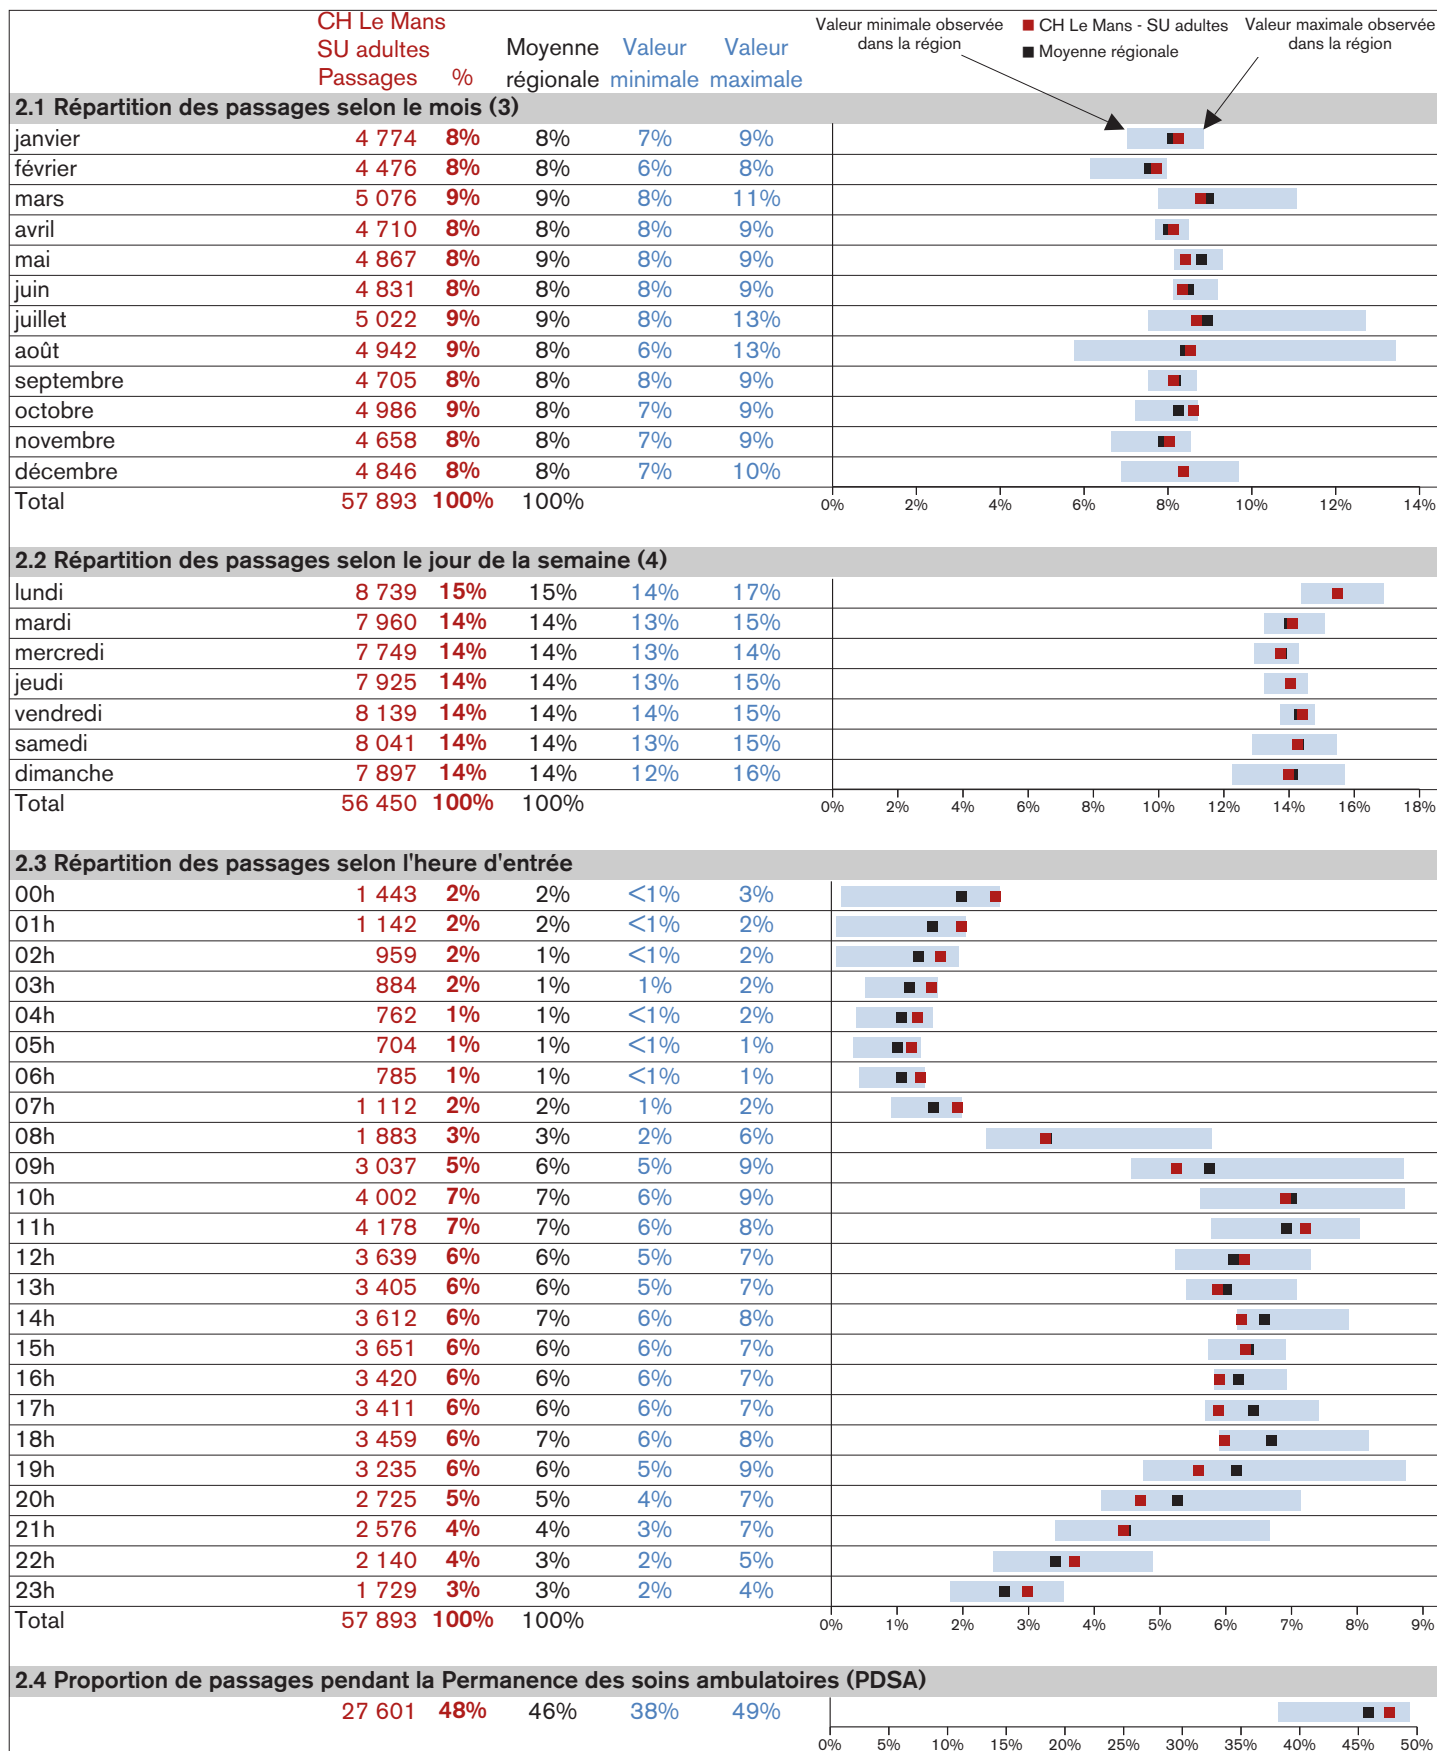 CH Le Mans
SU adultes Moyenne Valeur Valeur
Passages % régionale minimale maximale
Valeur minimale observée dans la région
CH Le Mans - SU adultes
Moyenne régionale
Valeur maximale observée dans la région
2.1 Répartition des passages selon le mois (3)
janvier 4 774 8% 8% 7% 9%
février 4 476 8% 8% 6% 8%
mars 5 076 9% 9% 8% 11%
avril 4 710 8% 8% 8% 9%
mai 4 867 8% 9% 8% 9%
juin 4 831 8% 8% 8% 9%
juillet 5 022 9% 9% 8% 13%
août 4 942 9% 8% 6% 13%
septembre 4 705 8% 8% 8% 9%
octobre 4 986 9% 8% 7% 9%
novembre 4 658 8% 8% 7% 9%
décembre 4 846 8% 8% 7% 10%
Total 57 893 100% 100%
0% 2% 4% 6% 8% 10% 12% 14%
2.2 Répartition des passages selon le jour de la semaine (4)
lundi 8 739 15% 15% 14% 17%
mardi 7 960 14% 14% 13% 15%
mercredi 7 749 14% 14% 13% 14%
jeudi 7 925 14% 14% 13% 15%
vendredi 8 139 14% 14% 14% 15%
samedi 8 041 14% 14% 13% 15%
dimanche 7 897 14% 14% 12% 16%
Total 56 450 100% 100%
0% 2% 4% 6% 8% 10% 12% 14% 16% 18%
2.3 Répartition des passages selon l'heure d'entrée
00h 1 443 2% 2% <1% 3%
01h 1 142 2% 2% <1% 2%
02h 959 2% 1% <1% 2%
03h 884 2% 1% 1% 2%
04h 762 1% 1% <1% 2%
05h 704 1% 1% <1% 1%
06h 785 1% 1% <1% 1%
07h 1 112 2% 2% 1% 2%
08h 1 883 3% 3% 2% 6%
09h 3 037 5% 6% 5% 9%
10h 4 002 7% 7% 6% 9%
11h 4 178 7% 7% 6% 8%
12h 3 639 6% 6% 5% 7%
13h 3 405 6% 6% 5% 7%
14h 3 612 6% 7% 6% 8%
15h 3 651 6% 6% 6% 7%
16h 3 420 6% 6% 6% 7%
17h 3 411 6% 6% 6% 7%
18h 3 459 6% 7% 6% 8%
19h 3 235 6% 6% 5% 9%
20h 2 725 5% 5% 4% 7%
21h 2 576 4% 4% 3% 7%
22h 2 140 4% 3% 2% 5%
23h 1 729 3% 3% 2% 4%
Total 57 893 100% 100%
0% 1% 2% 3% 4% 5% 6% 7% 8% 9%
2.4 Proportion de passages pendant la Permanence des soins ambulatoires (PDSA)
27 601 48% 46% 38% 49%
0% 5% 10% 15% 20% 25% 30% 35% 40% 45% 50%